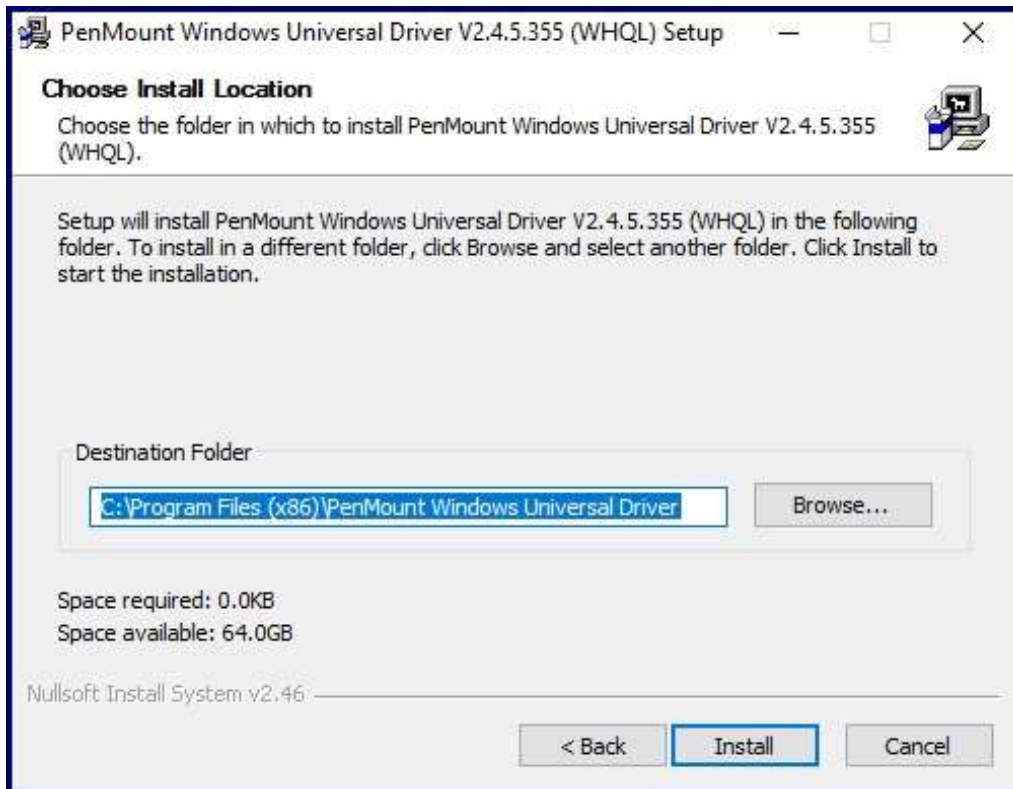 PenMount Windows Universal Driver V2.4.5.355 (WHQL) Setup
Choose Install Location
Choose the folder in which to install PenMount Windows Universal Driver V2.4.5.355
(WHQL).
Setup will install PenMount Windows Universal Driver V2.4.5.355 (WHQL) in the following
folder. To install in a different folder, click Browse and select another folder. Click Install to
start the installation.
Destination Folder
C:\Program Files (x86)\PenMount Windows Universal Driver
Browse...
Space required: 0.0KB
Space available: 64.0GB
Nullsoft Install System v2.46
< Back
Install
Cancel